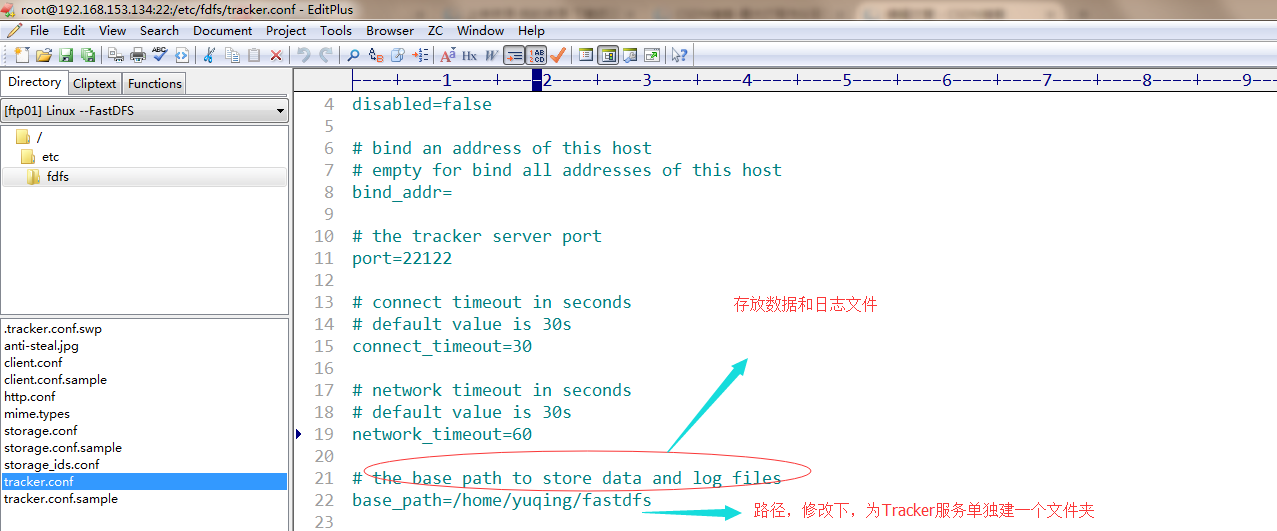 root@192.168.153.134:22:/etc/fdfs/tracker.conf - EditPlus
File Edit View Search Document Project Tools Browser ZC Window Help
Directory Cliptext Functions
[ftp01] Linux --FastDFS
/
etc
fdfs
.tracker.conf.swp
anti-steal.jpg
client.conf
client.conf.sample
http.conf
mime.types
storage.conf
storage.conf.sample
storage_ids.conf
tracker.conf
tracker.conf.sample
----+----1----+----2----+----3----+----4----+----5----+----6----+----7----+----8----+----9--
4 disabled=false
5
6 # bind an address of this host
7 # empty for bind all addresses of this host
8 bind_addr=
9
10 # the tracker server port
11 port=22122
12
13 # connect timeout in seconds
存放数据和日志文件
14 # default value is 30s
15 connect_timeout=30
16
17 # network timeout in seconds
18 # default value is 30s
19 network_timeout=60
20
21 # the base path to store data and log files
22 base_path=/home/yuqing/fastdfs
路径，修改下，为Tracker服务单独建一个文件夹
23